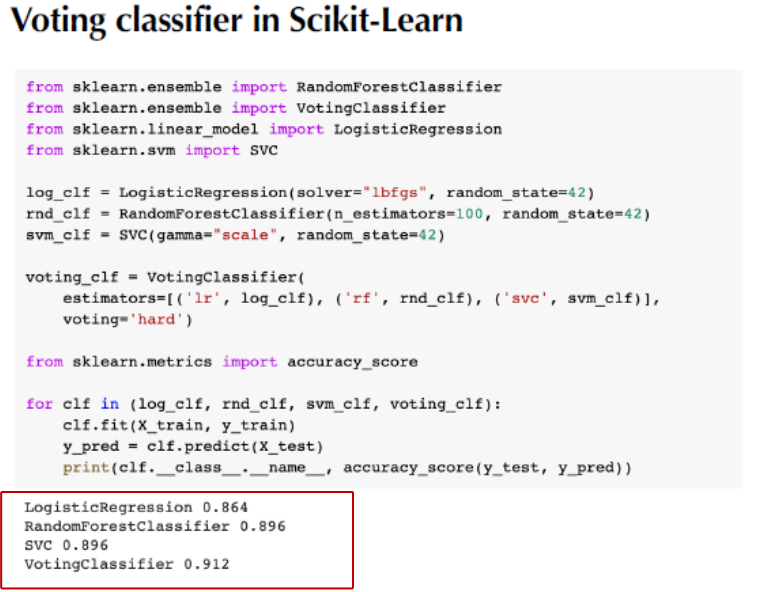 Voting classifier in Scikit-Learn
from sklearn.ensemble import RandomForestClassifier
from sklearn.ensemble import VotingClassifier
from sklearn.linear_model import LogisticRegression
from sklearn.svm import SVC
log_clf = LogisticRegression(solver="lbfgs", random_state=42)
rnd_clf = RandomForestClassifier(n_estimators=100, random_state=42)
svm_clf = SVC(gamma="scale", random_state=42)
voting_clf = VotingClassifier(
estimators=[('lr', log_clf), ('rf', rnd_clf), ('svc', svm_clf)],
voting='hard')
from sklearn.metrics import accuracy_score
for clf in (log_clf, rnd_clf, svm_clf, voting_clf):
clf.fit(X_train, y_train)
y_pred = clf.predict(X_test)
print(clf.__class__.__name__, accuracy_score(y_test, y_pred))
LogisticRegression 0.864
RandomForestClassifier 0.896
SVC 0.896
VotingClassifier 0.912